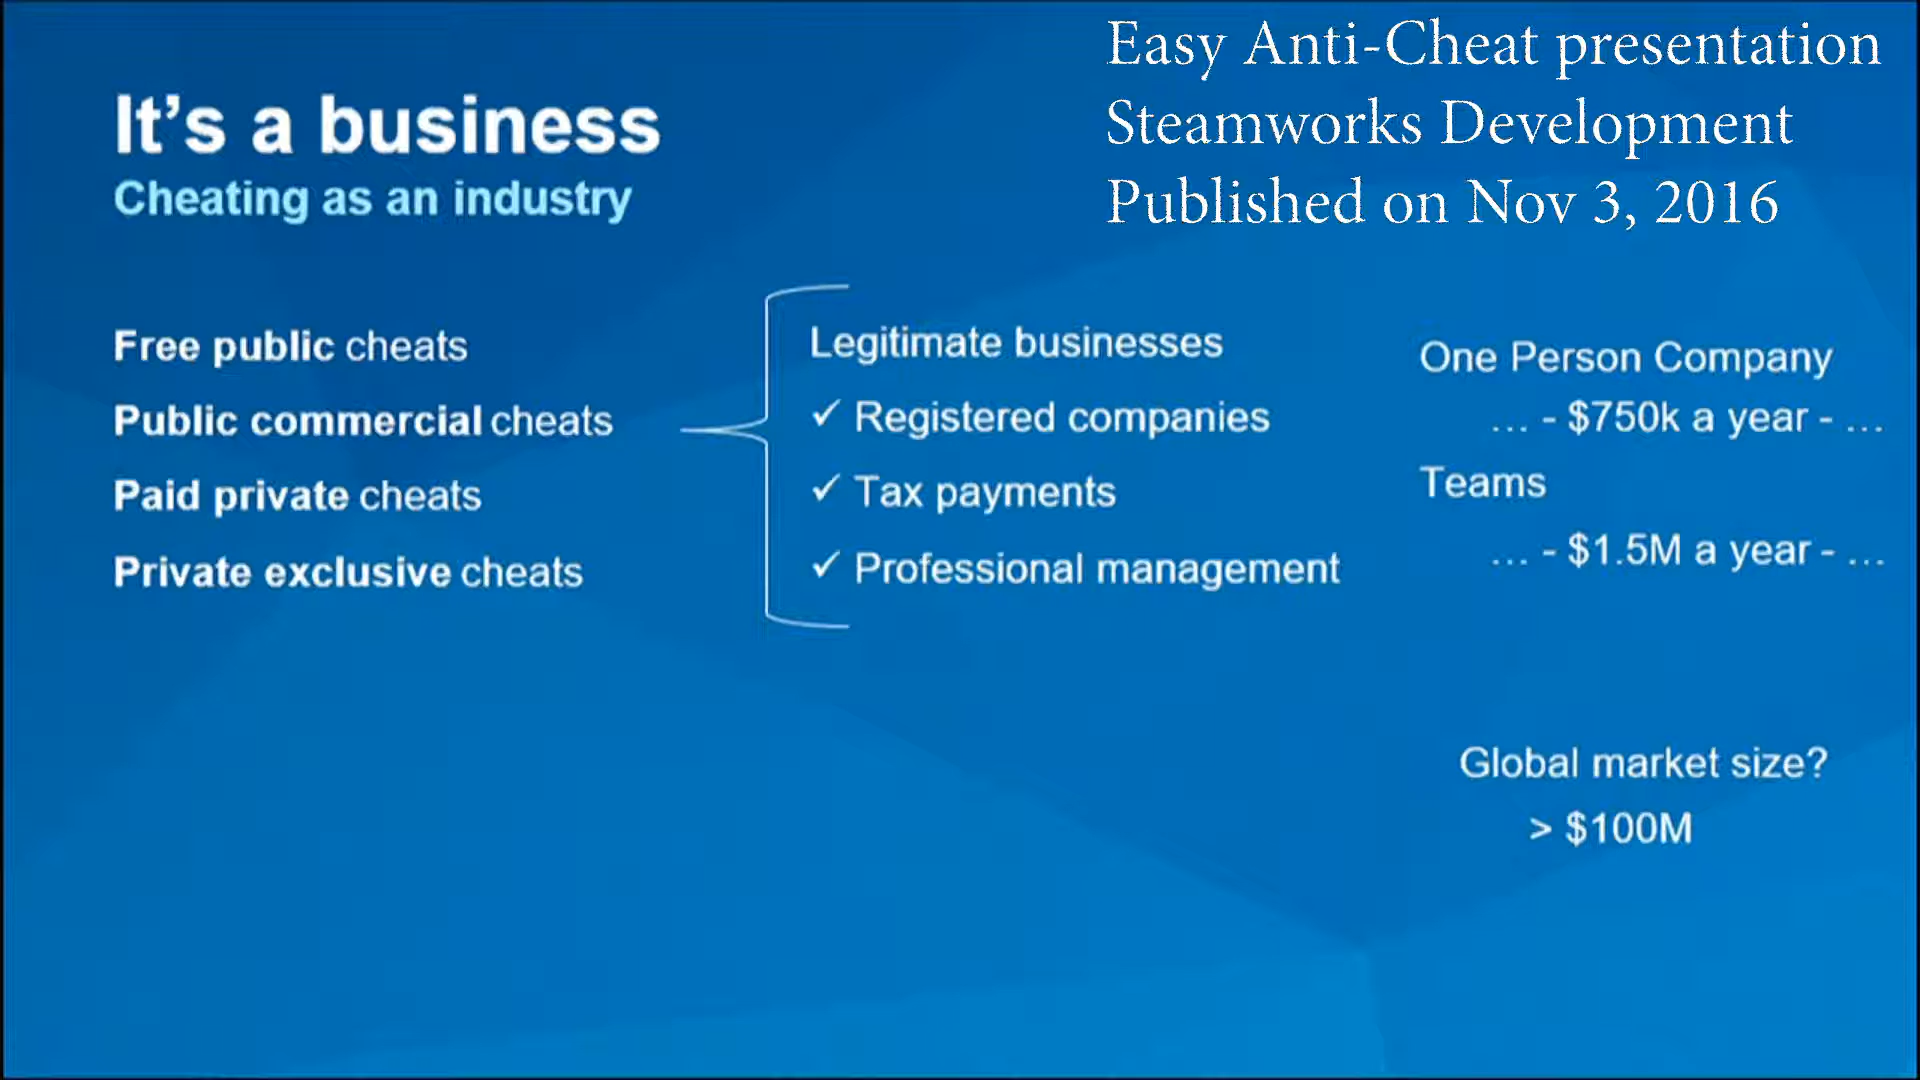 Easy Anti-Cheat presentation
Steamworks Development
Published on Nov 3, 2016
It's a business
Cheating as an industry
Free public cheats
Public commercial cheats
Paid private cheats
Private exclusive cheats
Legitimate businesses
✓ Registered companies
✓ Tax payments
✓ Professional management
One Person Company
... - $750k a year - ...
Teams
... - $1.5M a year - ...
Global market size?
> $100M